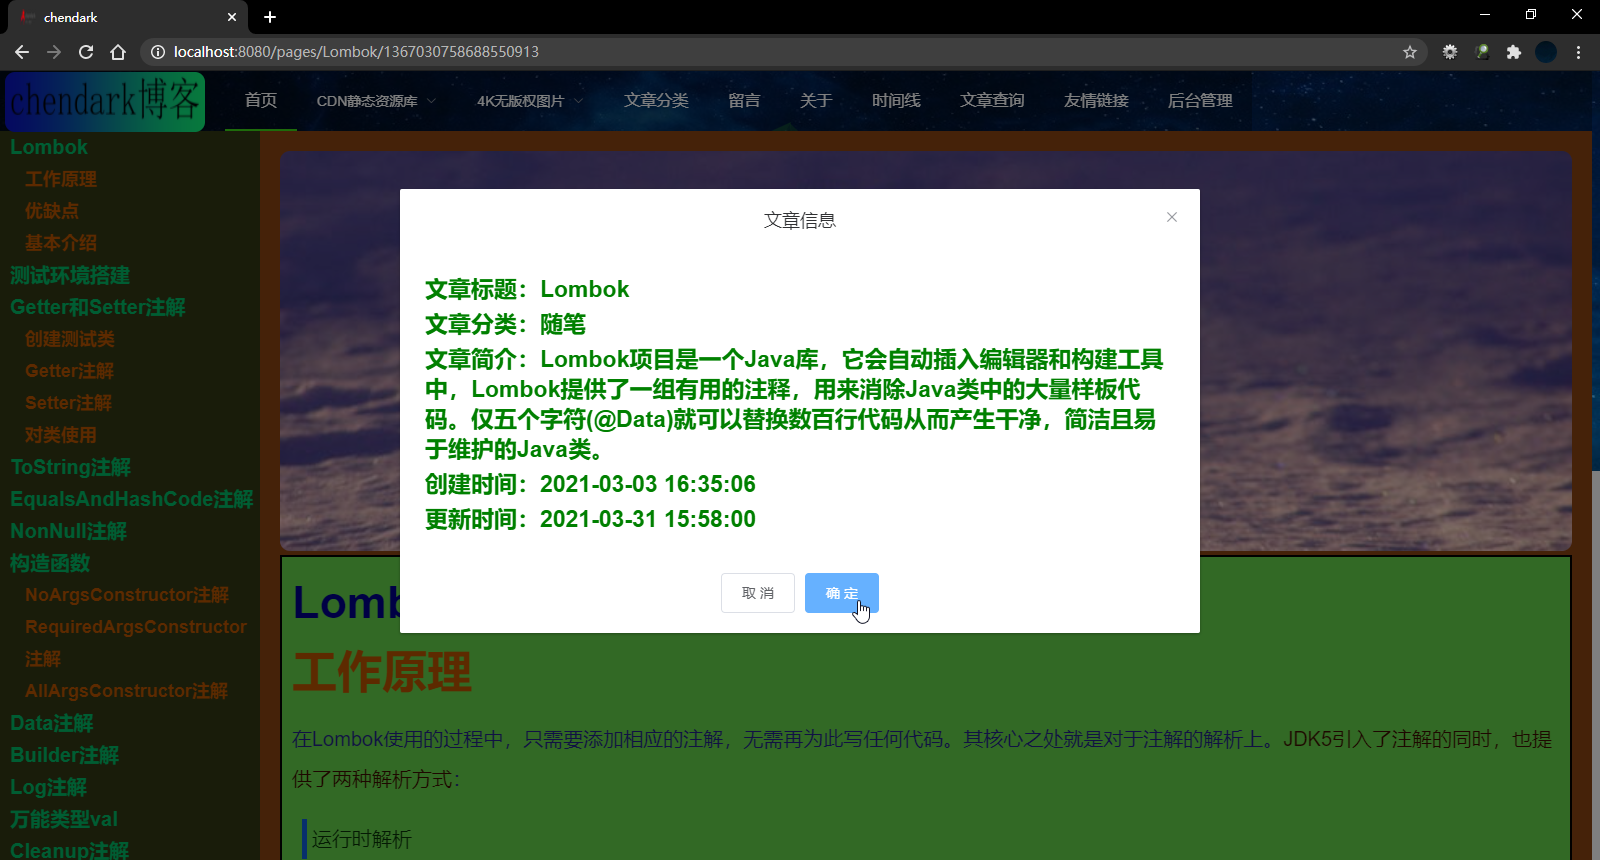 chendark
localhost:8080/pages/Lombok/1367030758688550913
chendark博客
首页
CDN静态资源库
4K无版权图片
文章分类
留言
关于
时间线
文章查询
友情链接
后台管理
Lombok
工作原理
优缺点
基本介绍
测试环境搭建
Getter和Setter注解
创建测试类
Getter注解
Setter注解
对类使用
ToString注解
EqualsAndHashCode注解
NonNull注解
构造函数
NoArgsConstructor注解
RequiredArgsConstructor
注解
AllArgsConstructor注解
Data注解
Builder注解
Log注解
万能类型val
Cleanup注解
文章信息
文章标题：Lombok
文章分类：随笔
文章简介：Lombok项目是一个Java库，它会自动插入编辑器和构建工具
中，Lombok提供了一组有用的注释，用来消除Java类中的大量样板代
码。仅五个字符(@Data)就可以替换数百行代码从而产生干净，简洁且易
于维护的Java类。
创建时间：2021-03-03 16:35:06
更新时间：2021-03-31 15:58:00
取 消
确 定
Lomb
工作原理
在Lombok使用的过程中，只需要添加相应的注解，无需再为此写任何代码。其核心之处就是对于注解的解析上。JDK5引入了注解的同时，也提
供了两种解析方式：
运行时解析